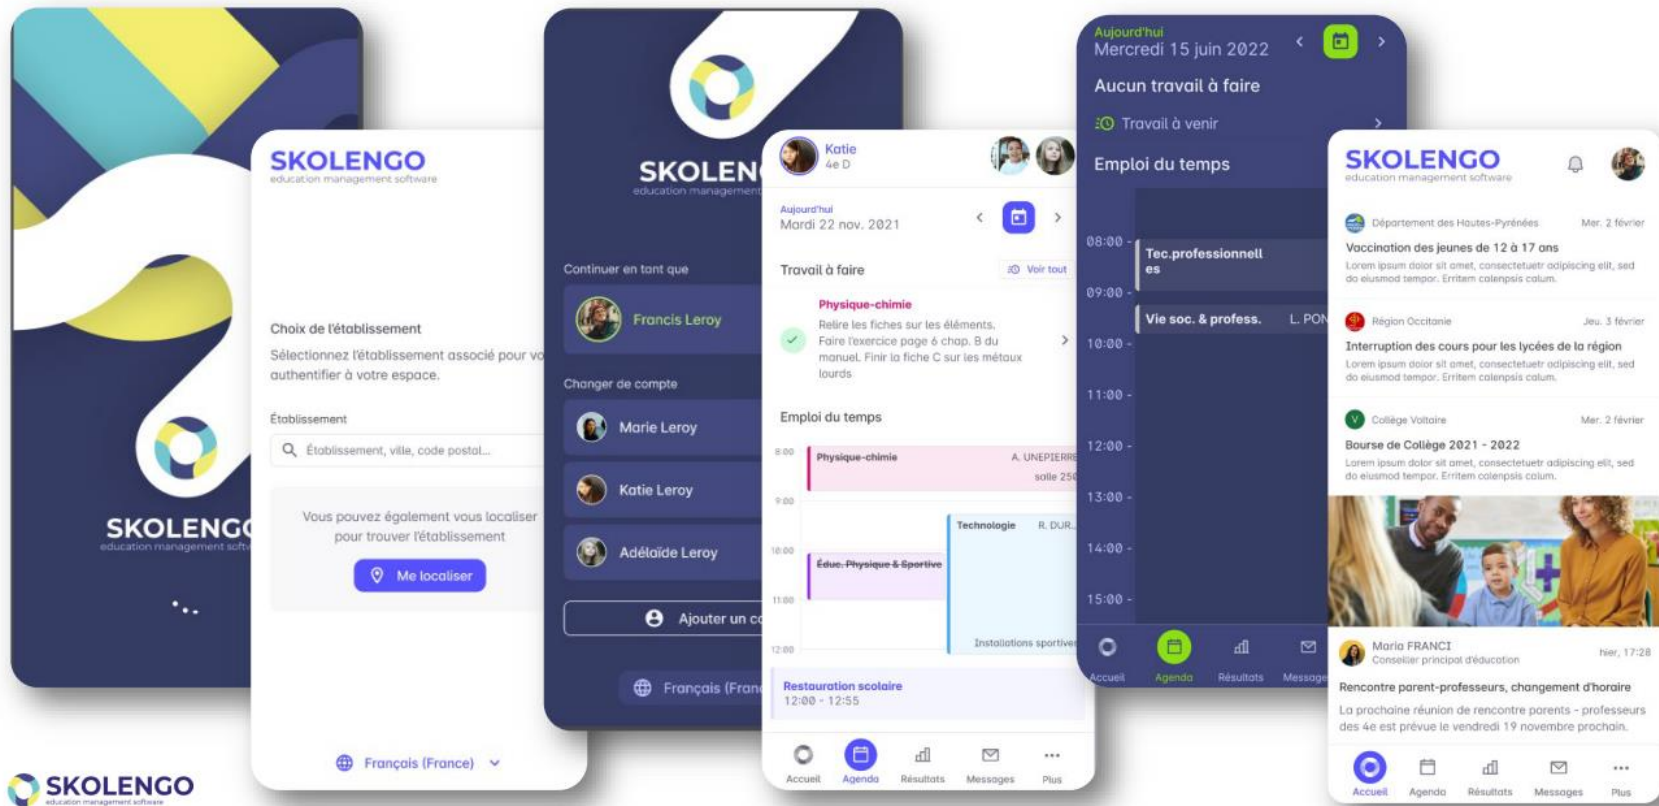 SKOLENGO
education management softw
SKOLENGO
education management software
Choix de l'établissement
Sélectionnez l'établissement associé pour vo
authentifier à votre espace.
Établissement
Établissement, ville, code postal...
Vous pouvez également vous localiser
pour trouver l'établissement
Me localiser
Français (France)
SKOLEN
education management
Continuer en tant que
Francis Leroy
Changer de compte
Marie Leroy
Katie Leroy
Adélaïde Leroy
Ajouter un co
Français (Fran
Katie
4e D
Aujourd'hui
Mardi 22 nov. 2021
Travail à faire
Voir tout
Physique-chimie
Relire les fiches sur les éléments.
Faire l'exercice page 6 chap. B du
manuel. Finir la fiche C sur les métaux
lourds
Emploi du temps
8:00
Physique-chimie A. UNEPIERRE
salle 250
9:00
Technologie R. DUR...
10:00
Éduc. Physique & Sportive
11:00
Installations sportives
12:00
Restauration scolaire
12:00 - 12:55
Accueil Agenda Résultats Messages Plus
Aujourd'hui
Mercredi 15 juin 2022
Aucun travail à faire
Travail à venir
Emploi du temps
08:00 -
Tec.professionnell
es
09:00 -
Vie soc. & profess. L. PON
10:00 -
11:00 -
12:00 -
13:00 -
14:00 -
15:00 -
Accueil Agenda Résultats Message
SKOLENGO
education management software
Département des Hautes-Pyrénées Mer. 2 février
Vaccination des jeunes de 12 à 17 ans
Lorem ipsum dolor sit amet, consectetuetr adipiscing elit, sed
do eiusmod tempor. Erritem calenpsis calum.
Région Occitanie Jeu. 3 février
Interruption des cours pour les lycées de la région
Lorem ipsum dolor sit amet, consectetuetr adipiscing elit, sed
do eiusmod tempor. Erritem calenpsis calum.
V Collège Voltaire Mer. 2 février
Bourse de Collège 2021 - 2022
Lorem ipsum dolor sit amet, consectetuetr adipiscing elit, sed
do eiusmod tempor. Erritem calenpsis calum.
Maria FRANCI hier, 17:28
Conseiller principal d'éducation
Rencontre parent-professeurs, changement d'horaire
La prochaine réunion de rencontre parents - professeurs
des 4e est prévue le vendredi 19 novembre prochain.
Accueil Agenda Résultats Messages Plus
SKOLENGO
education management software